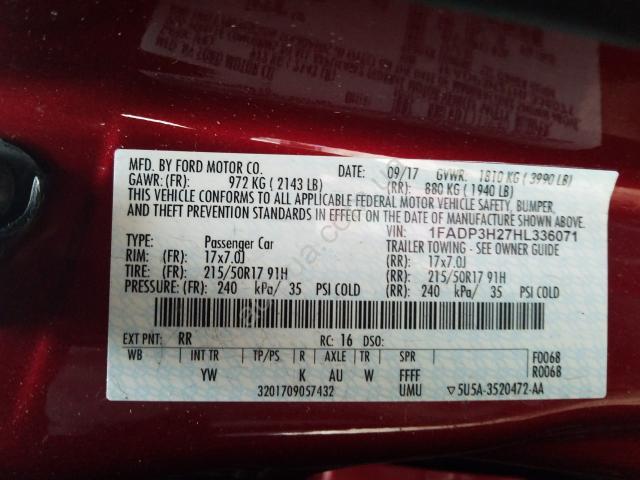 MFD. BY FORD MOTOR CO. DATE: 09/17 GVWR: 1810 KG ( 3990 LB)
GAWR: (FR): 972 KG ( 2143 LB) (RR): 880 KG ( 1940 LB)
THIS VEHICLE CONFORMS TO ALL APPLICABLE FEDERAL MOTOR VEHICLE SAFETY, BUMPER,
AND THEFT PREVENTION STANDARDS IN EFFECT ON THE DATE OF MANUFACTURE SHOWN ABOVE.
VIN: 1FADP3H27HL336071
TYPE: Passenger Car TRAILER TOWING - SEE OWNER GUIDE
RIM: (FR): 17x7.0J (RR): 17x7.0J
TIRE: (FR): 215/50R17 91H (RR): 215/50R17 91H
PRESSURE: (FR): 240 kPa/ 35 PSI COLD (RR): 240 kPa/ 35 PSI COLD
EXT PNT: RR RC: 16 DSO:
WB INT TR TP/PS R AXLE TR SPR F0068
YW K AU W FFFF R0068
3201709057432 UMU ▽5U5A-3520472-AA